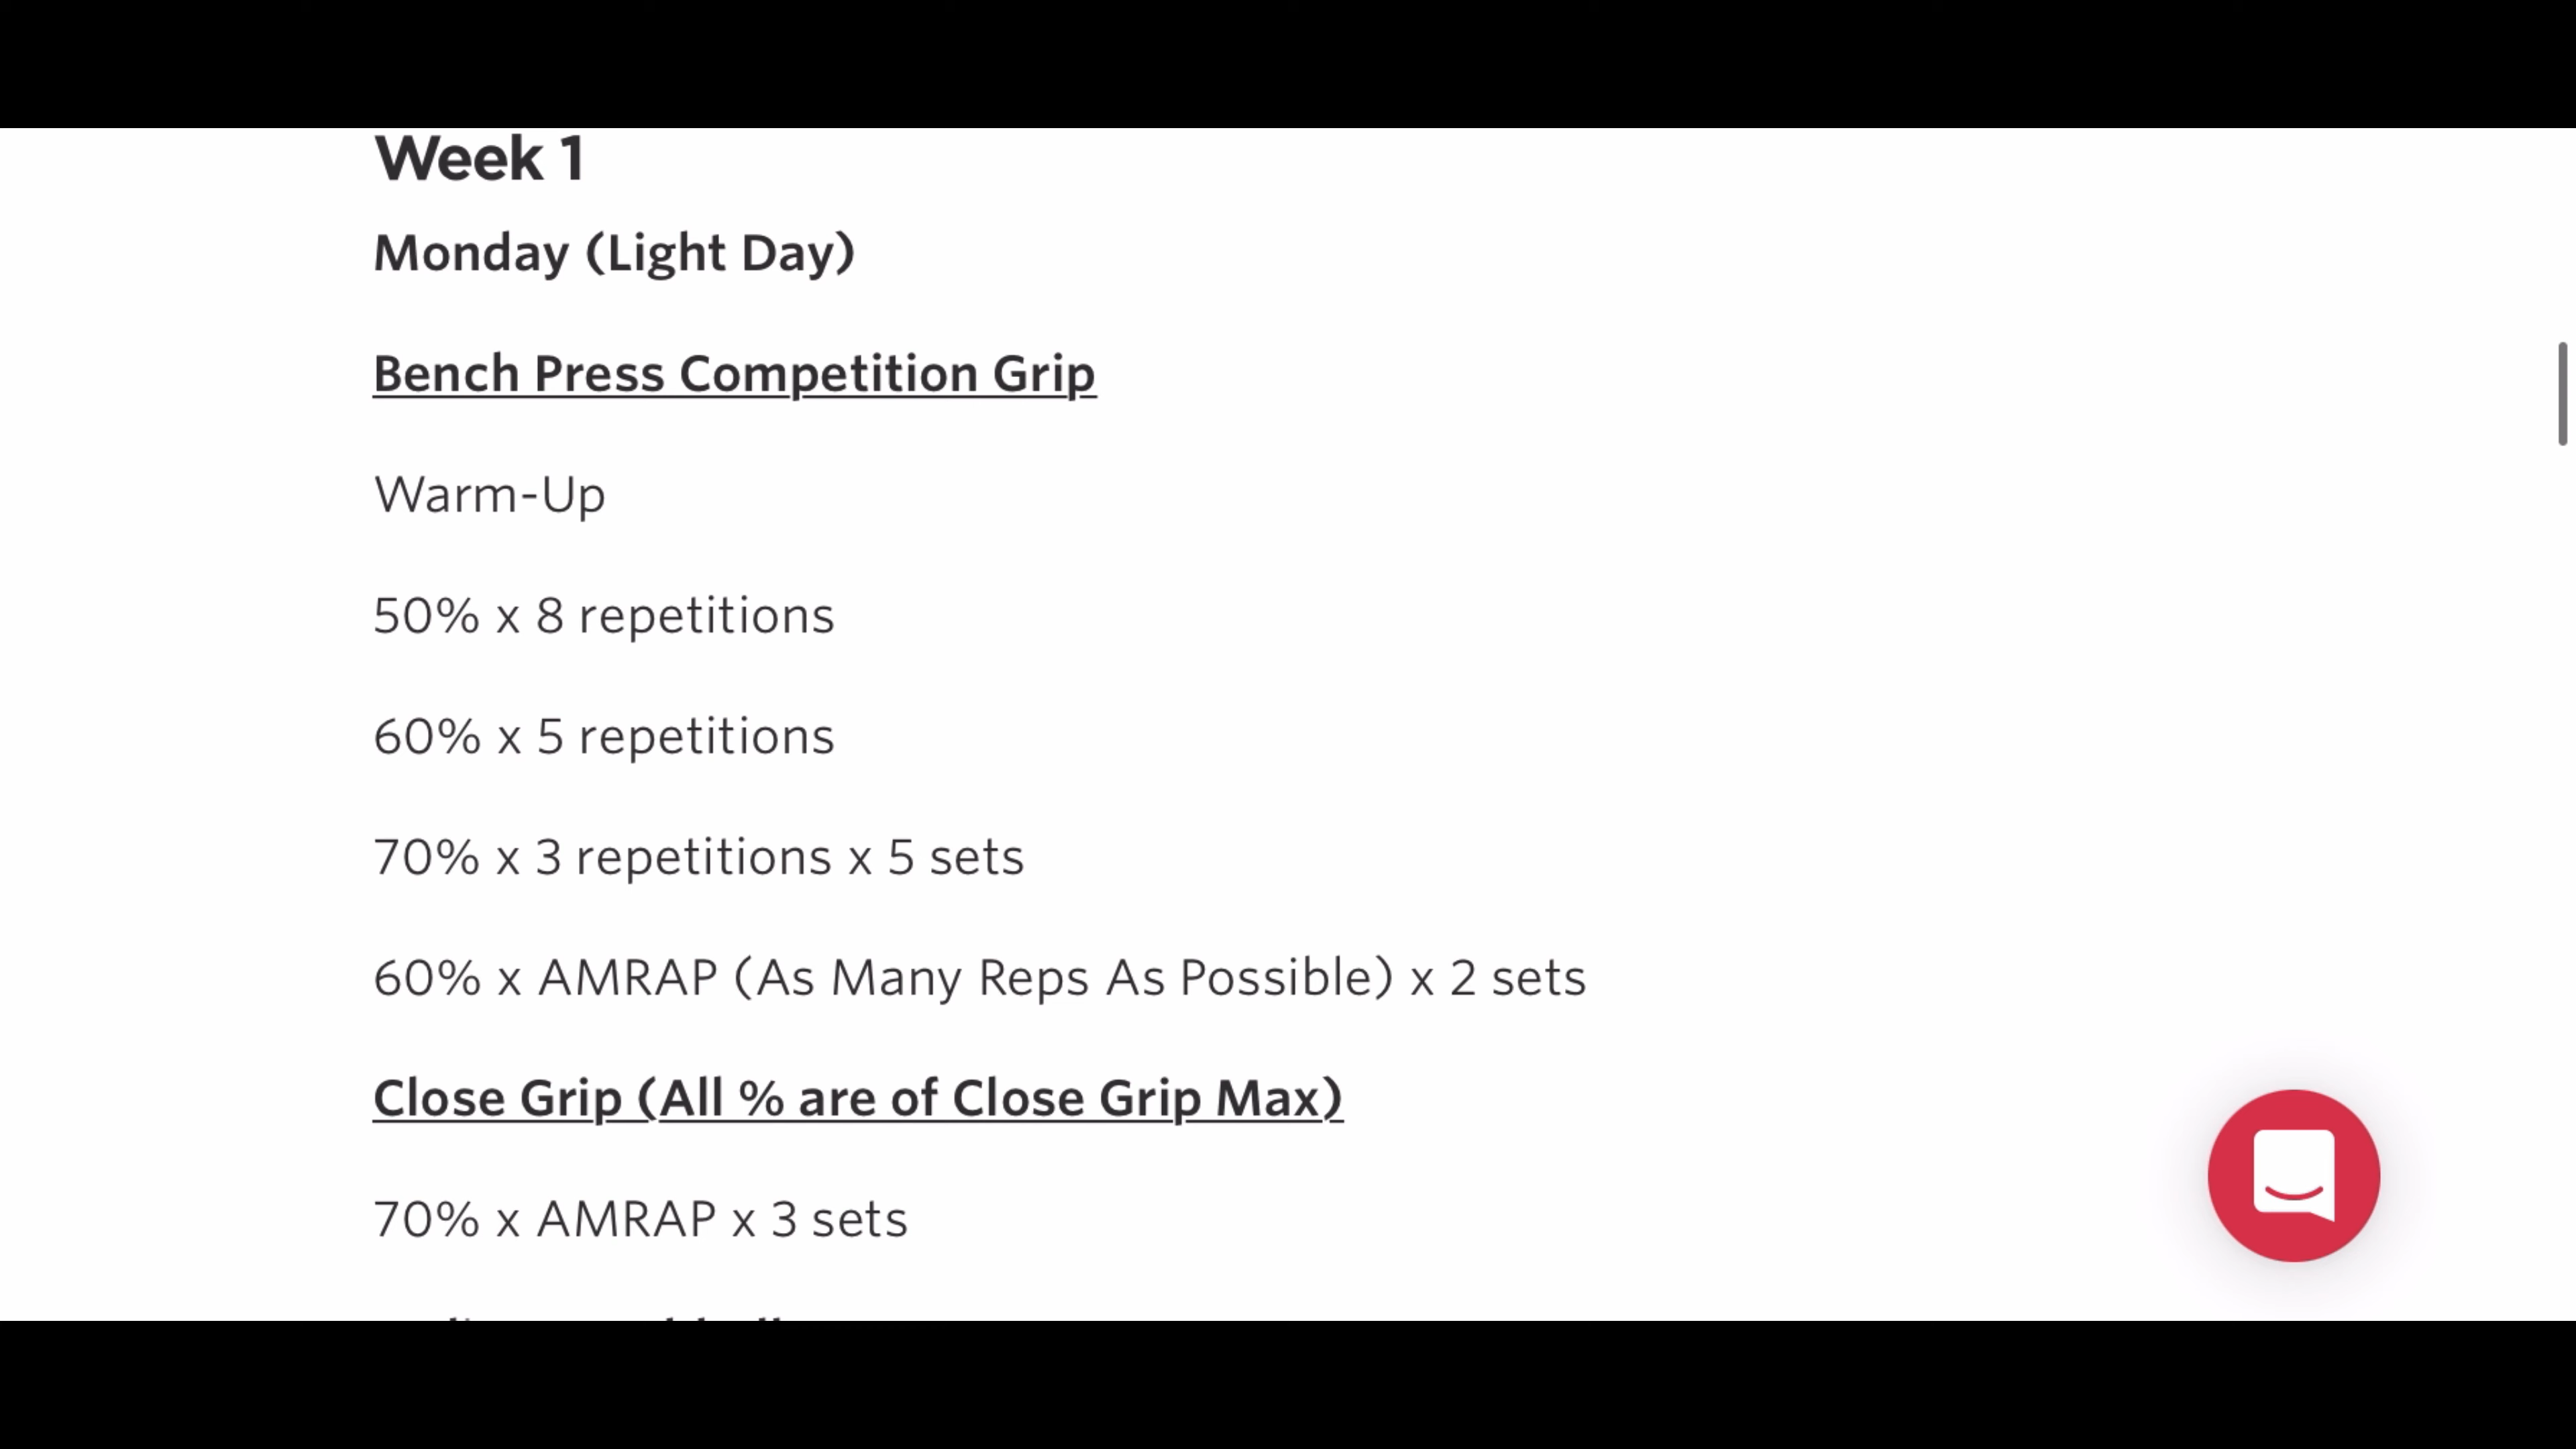 Week 1
Monday (Light Day)
Bench Press Competition Grip
Warm-Up
50% x 8 repetitions
60% x 5 repetitions
70% x 3 repetitions x 5 sets
60% x AMRAP (As Many Reps As Possible) x 2 sets
Close Grip (All % are of Close Grip Max)
70% x AMRAP x 3 sets